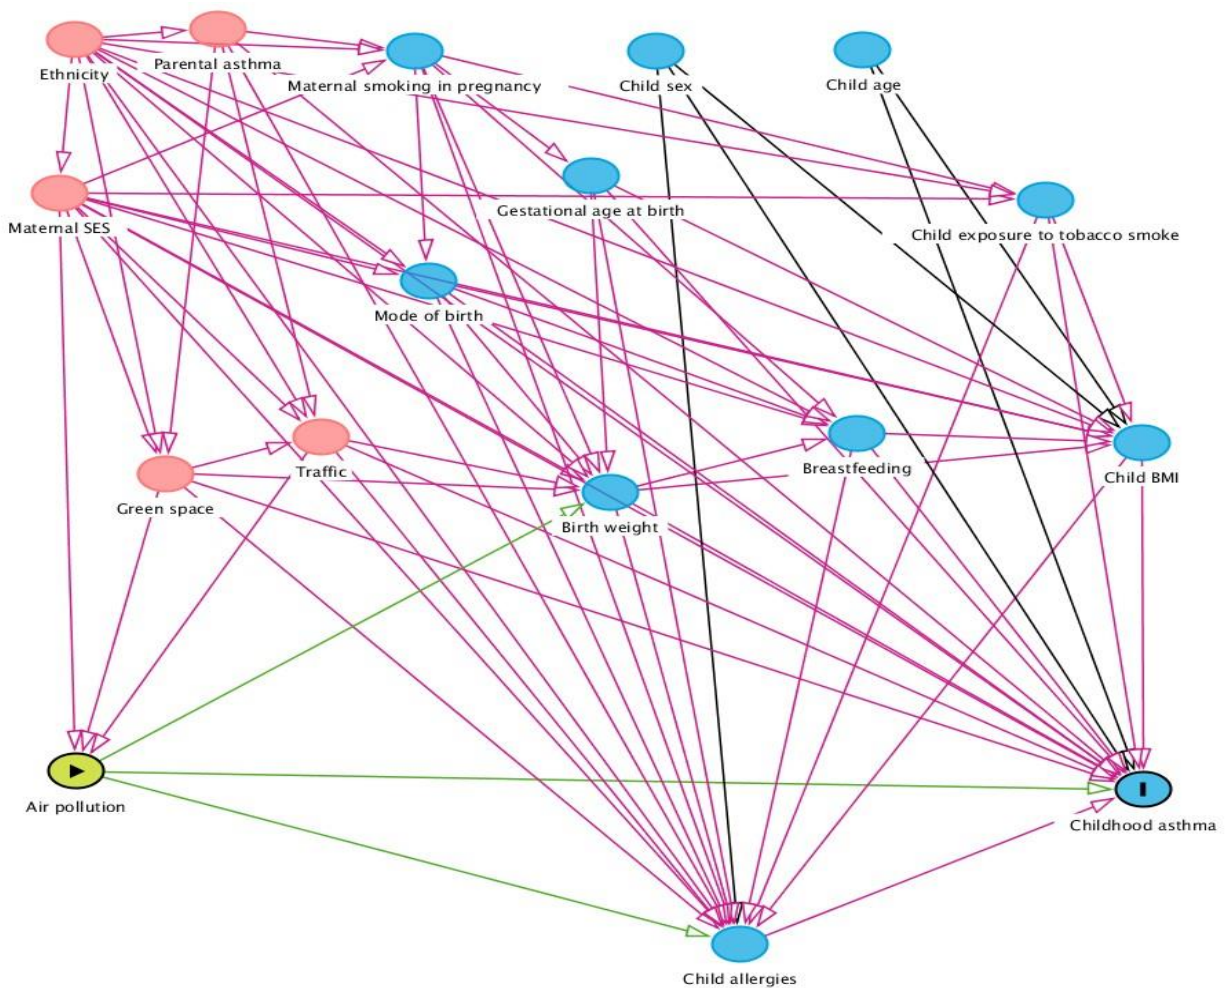 Ethnicity
Parental asthma
Maternal smoking in pregnancy
Child sex
Child age
Maternal SES
Gestational age at birth
Child exposure to tobacco smoke
Mode of birth
Green space
Traffic
Birth weight
Breastfeeding
Child BMI
Air pollution
Childhood asthma
Child allergies